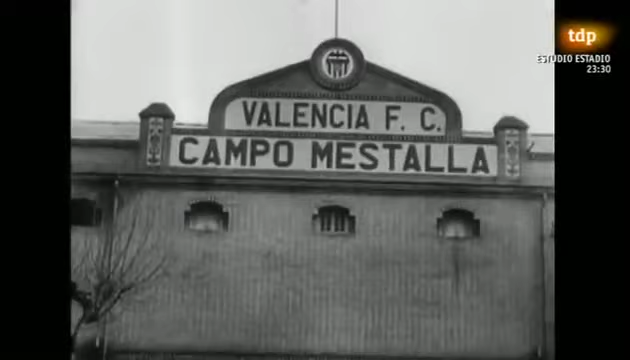 tdp
ESTUDIO ESTADIO
23:30
VALENCIA F. C.
CAMPO MESTALLA